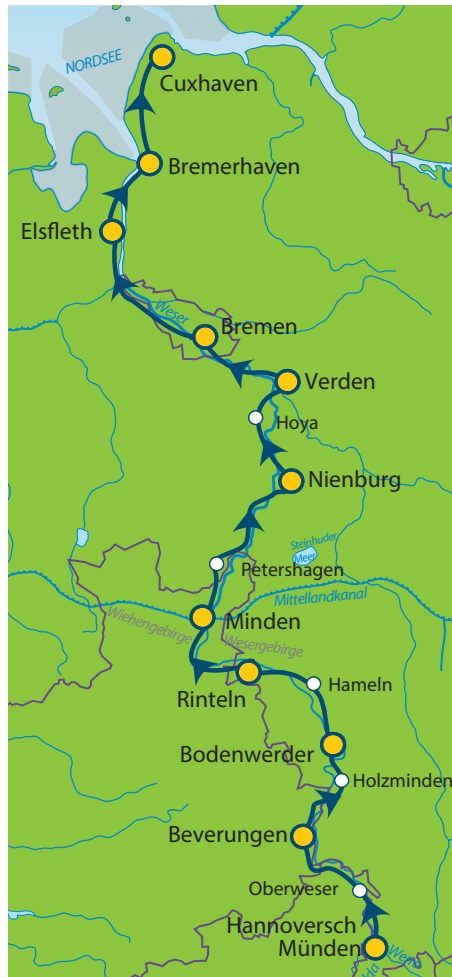 NORDSEE
Cuxhaven
Bremerhaven
Elsfleth
Weser
Bremen
Verden
Hoya
Nienburg
Steinhuder
Meer
Petershagen
Mittellandkanal
Wiehengebirge
Minden
Wesergebirge
Rinteln
Hameln
Bodenwerder
Holzminden
Beverungen
Oberweser
Hannoversch
Münden